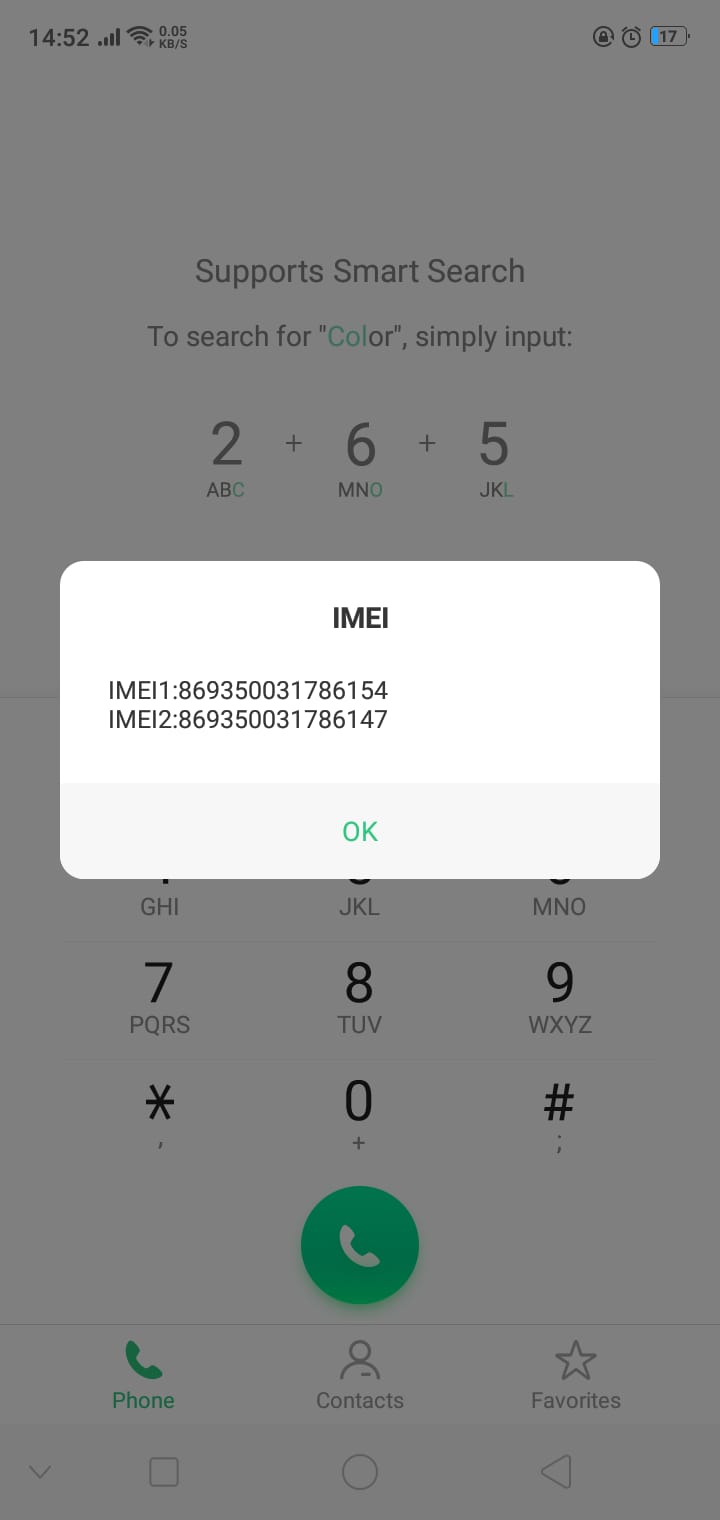 14:52 0.05 KB/S 17
Supports Smart Search
To search for "Color", simply input:
2 + 6 + 5
ABC MNO JKL
IMEI
IMEI1:869350031786154
IMEI2:869350031786147
OK
GHI JKL MNO
7 8 9
PQRS TUV WXYZ
* 0 #
, + ;
Phone Contacts Favorites